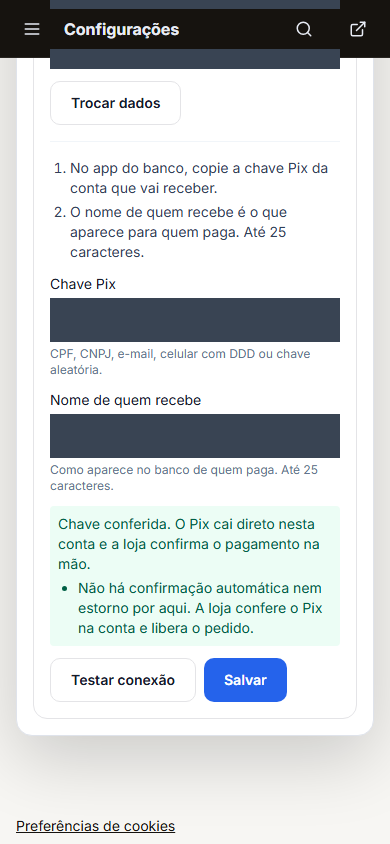 Configurações
Trocar dados
1. No app do banco, copie a chave Pix da
conta que vai receber.
2. O nome de quem recebe é o que
aparece para quem paga. Até 25
caracteres.
Chave Pix
CPF, CNPJ, e-mail, celular com DDD ou chave
aleatória.
Nome de quem recebe
Como aparece no banco de quem paga. Até 25
caracteres.
Chave conferida. O Pix cai direto nesta
conta e a loja confirma o pagamento na
mão.
• Não há confirmação automática nem
estorno por aqui. A loja confere o Pix
na conta e libera o pedido.
Testar conexão
Salvar
Preferências de cookies